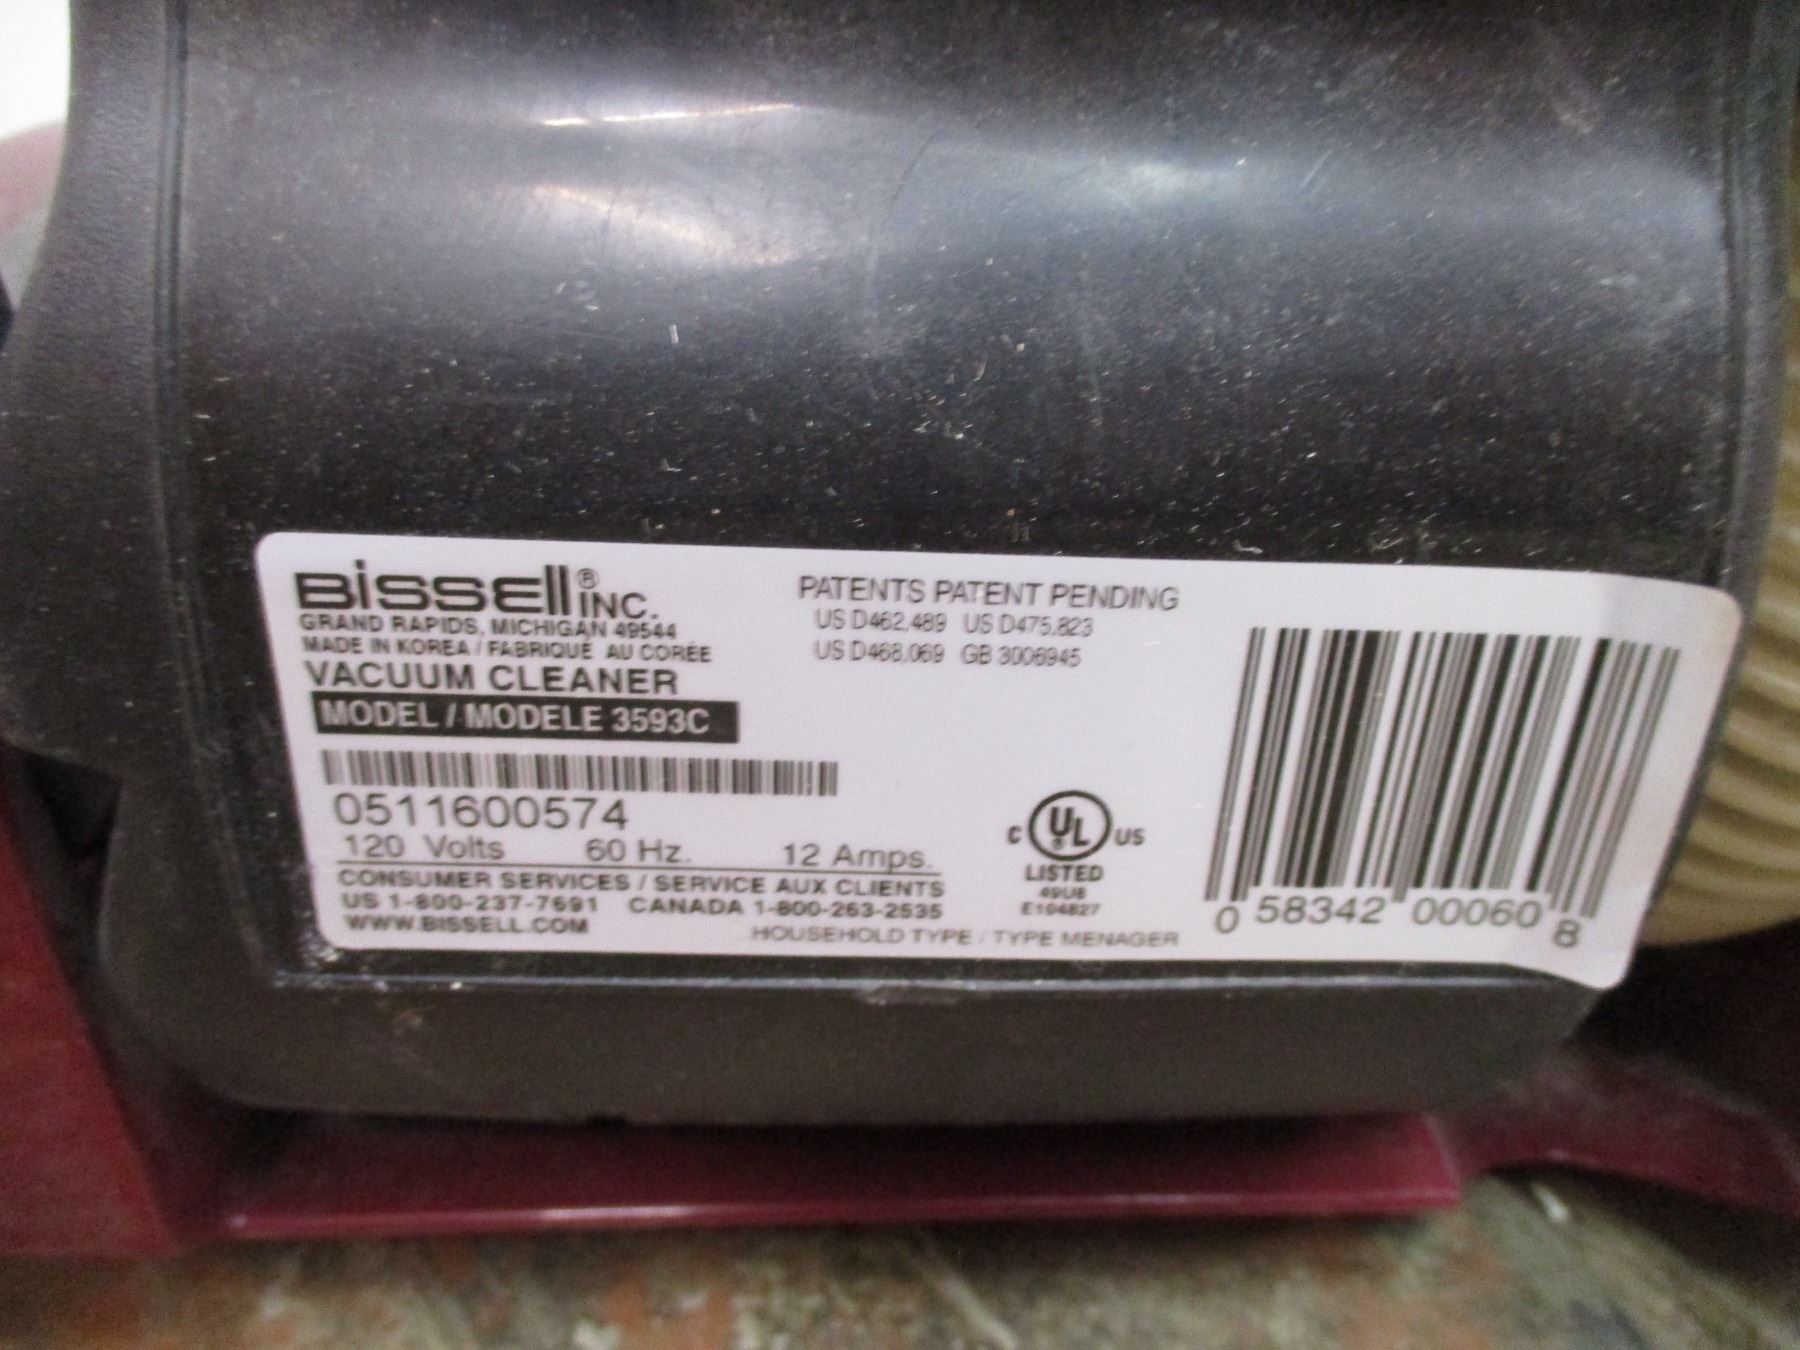 BISSELL® INC.
GRAND RAPIDS, MICHIGAN 49544
MADE IN KOREA / FABRIQUE AU CORÉE
VACUUM CLEANER
MODEL / MODELE 3593C
0511600574
120 Volts 60 Hz. 12 Amps.
CONSUMER SERVICES / SERVICE AUX CLIENTS
US 1-800-237-7691 CANADA 1-800-263-2535
WWW.BISSELL.COM
HOUSEHOLD TYPE / TYPE MENAGER
PATENTS PATENT PENDING
US D462,489 US D475,823
US D468,069 GB 3006945
C UL® US
LISTED
49U8
E104827
0 58342 00060 8